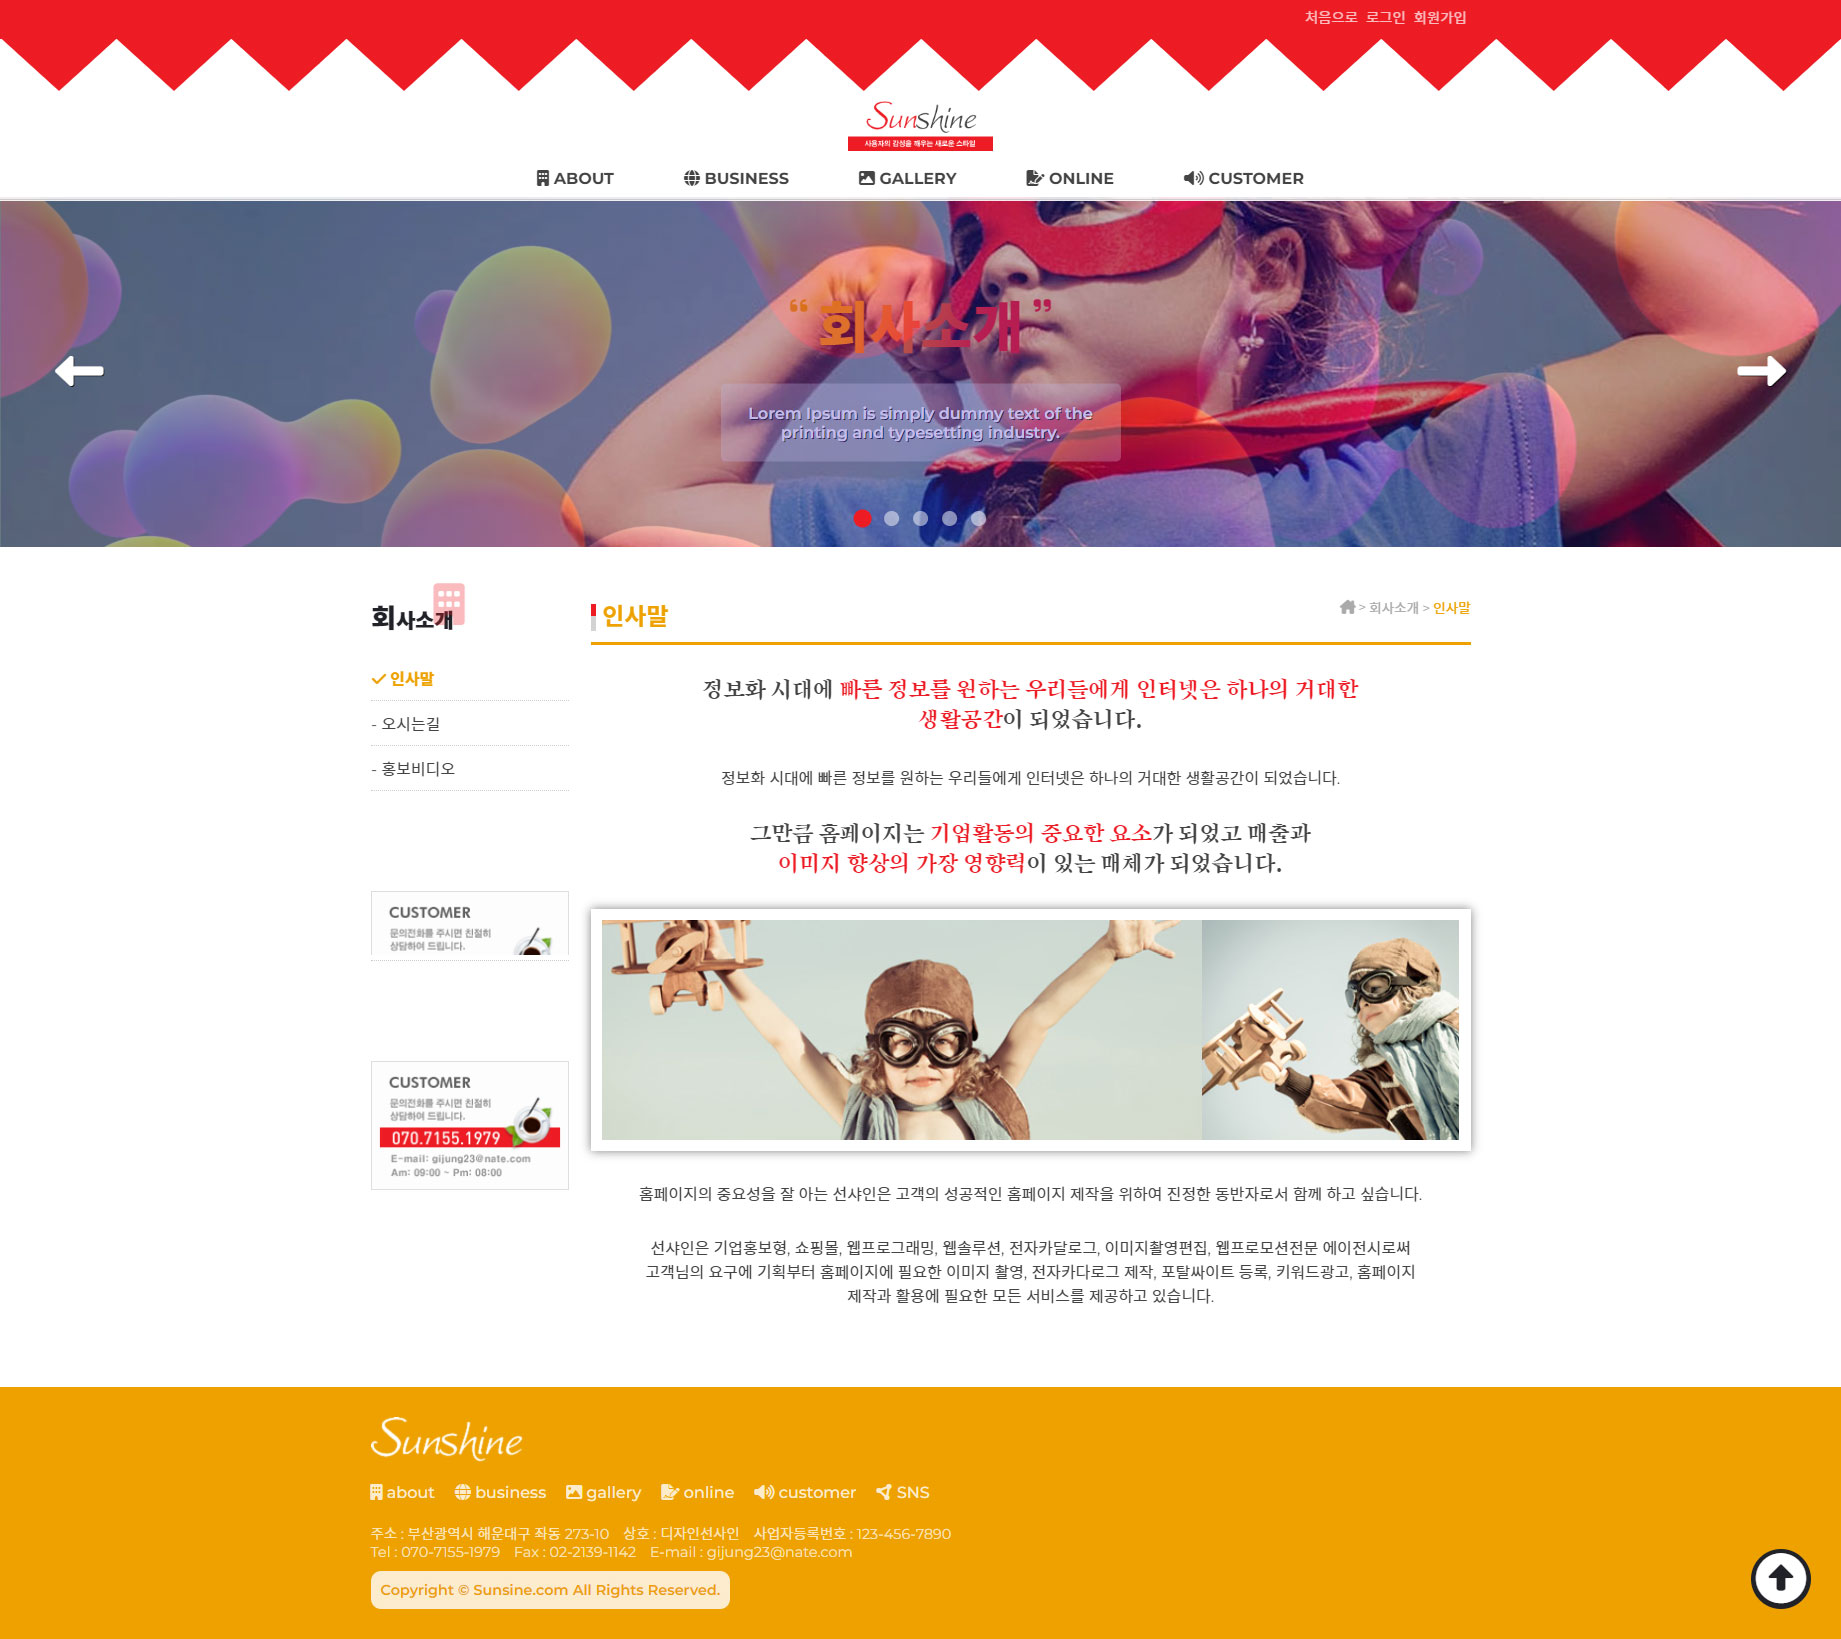 처음으로 로그인 회원가입
Sunshine
사용자의 감성을 깨우는 새로운 스타일
ABOUT BUSINESS GALLERY ONLINE CUSTOMER
“ 회사소개 ”
Lorem Ipsum is simply dummy text of the
printing and typesetting industry.
회사소개
인사말
- 오시는길
- 홍보비디오
CUSTOMER
문의전화를 주시면 친절히
상담하여 드립니다.
CUSTOMER
문의전화를 주시면 친절히
상담하여 드립니다.
070.7155.1979
E-mail: gijung23@nate.com
Am: 09:00 ~ Pm: 08:00
인사말
> 회사소개 > 인사말
정보화 시대에 빠른 정보를 원하는 우리들에게 인터넷은 하나의 거대한
생활공간이 되었습니다.
정보화 시대에 빠른 정보를 원하는 우리들에게 인터넷은 하나의 거대한 생활공간이 되었습니다.
그만큼 홈페이지는 기업활동의 중요한 요소가 되었고 매출과
이미지 향상의 가장 영향력이 있는 매체가 되었습니다.
홈페이지의 중요성을 잘 아는 선샤인은 고객의 성공적인 홈페이지 제작을 위하여 진정한 동반자로서 함께 하고 싶습니다.
선샤인은 기업홍보형, 쇼핑몰, 웹프로그래밍, 웹솔루션, 전자카달로그, 이미지촬영편집, 웹프로모션전문 에이전시로써
고객님의 요구에 기획부터 홈페이지에 필요한 이미지 촬영, 전자카다로그 제작, 포탈싸이트 등록, 키워드광고, 홈페이지
제작과 활용에 필요한 모든 서비스를 제공하고 있습니다.
Sunshine
about business gallery online customer SNS
주소 : 부산광역시 해운대구 좌동 273-10 상호 : 디자인선사인 사업자등록번호 : 123-456-7890
Tel : 070-7155-1979 Fax : 02-2139-1142 E-mail : gijung23@nate.com
Copyright © Sunsine.com All Rights Reserved.